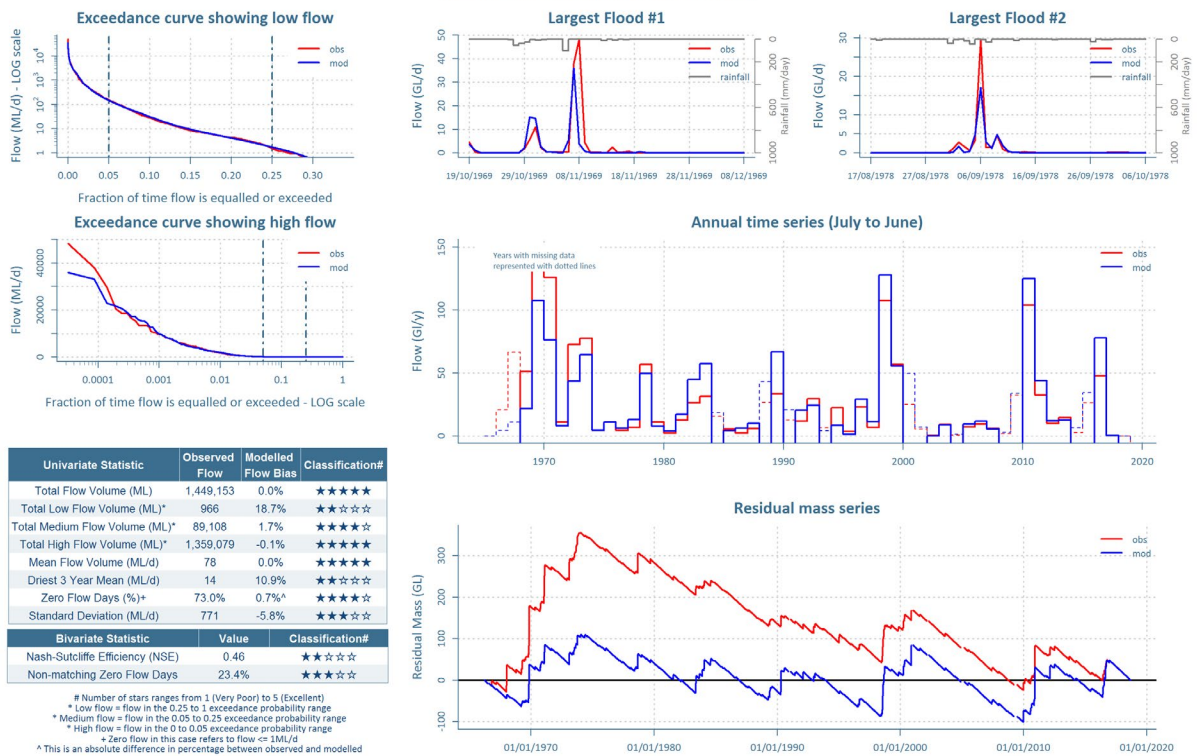 Exceedance curve showing low flow
Flow (ML/d) - LOG scale
10⁴
10³
10²
10
1
obs
mod
0.00 0.05 0.10 0.15 0.20 0.25 0.30
Fraction of time flow is equalled or exceeded
Largest Flood #1
Flow (GL/d)
50
40
30
20
10
0
obs
mod
rainfall
0
200
600
1000
Rainfall (mm/day)
19/10/1969 29/10/1969 8/11/1969 18/11/1969 28/11/1969 8/12/1969
Largest Flood #2
Flow (GL/d)
30
25
15
5
0
obs
mod
rainfall
0
200
600
1000
Rainfall (mm/day)
17/08/1978 27/08/1978 6/09/1978 16/09/1978 26/09/1978 06/10/1978
Exceedance curve showing high flow
Flow (ML/d)
40000
20000
0
obs
mod
0.0001 0.001 0.01 0.1 1
Fraction of time flow is equalled or exceeded - LOG scale
Annual time series (July to June)
Flow (Gl/y)
150
100
50
0
Years with missing data
represented with dotted lines
obs
mod
1970 1980 1990 2000 2010 2020
Univariate Statistic Observed Flow Modelled Flow Bias Classification#
Total Flow Volume (ML) 1,449,153 0.0% ★★★★★
Total Low Flow Volume (ML)* 966 18.7% ★★☆☆☆
Total Medium Flow Volume (ML)* 89,108 1.7% ★★★★☆
Total High Flow Volume (ML)* 1,359,079 -0.1% ★★★★★
Mean Flow Volume (ML/d) 78 0.0% ★★★★★
Driest 3 Year Mean (ML/d) 14 10.9% ★★☆☆☆
Zero Flow Days (%)+ 73.0% 0.7%^ ★★★★☆
Standard Deviation (ML/d) 771 -5.8% ★★★☆☆
Bivariate Statistic Value Classification#
Nash-Sutcliffe Efficiency (NSE) 0.46 ★★☆☆☆
Non-matching Zero Flow Days 23.4% ★★★☆☆
# Number of stars ranges from 1 (Very Poor) to 5 (Excellent)
* Low flow = flow in the 0.25 to 1 exceedance probability range
* Medium flow = flow in the 0.05 to 0.25 exceedance probability range
* High flow = flow in the 0 to 0.05 exceedance probability range
+ Zero flow in this case refers to flow <= 1ML/d
^ This is an absolute difference in percentage between observed and modelled
Residual mass series
Residual Mass (GL)
300
200
100
0
-100
obs
mod
01/01/1970 01/01/1980 01/01/1990 01/01/2000 01/01/2010 01/01/2020